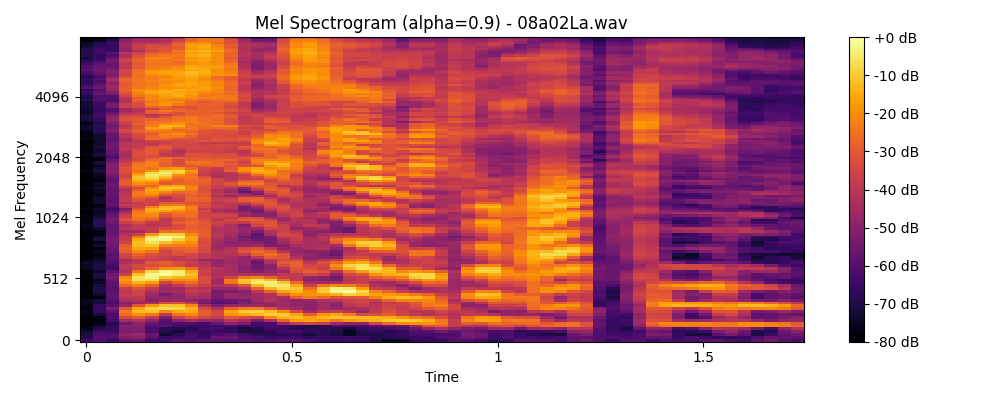 Mel Spectrogram (alpha=0.9) - 08a02La.wav
Mel Frequency
4096
2048
1024
512
0
0
0.5
1
1.5
Time
+0 dB
-10 dB
-20 dB
-30 dB
-40 dB
-50 dB
-60 dB
-70 dB
-80 dB